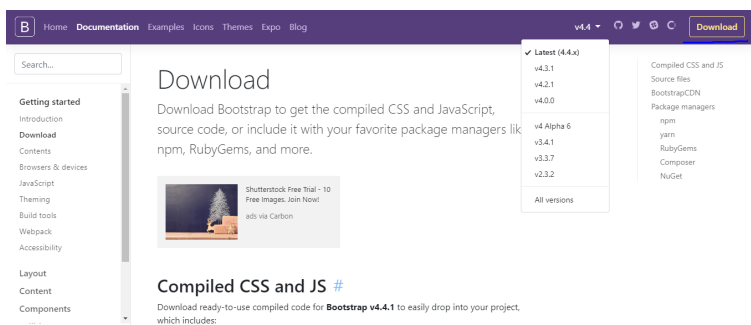 B Home Documentation Examples Icons Themes Expo Blog v4.4 Download
Search...
Getting started
Introduction
Download
Contents
Browsers & devices
JavaScript
Theming
Build tools
Webpack
Accessibility
Layout
Content
Components
Download
Download Bootstrap to get the compiled CSS and JavaScript,
source code, or include it with your favorite package managers lik
npm, RubyGems, and more.
Shutterstock Free Trial - 10
Free Images. Join Now!
ads via Carbon
Compiled CSS and JS #
Download ready-to-use compiled code for Bootstrap v4.4.1 to easily drop into your project,
which includes:
✓ Latest (4.4.x)
v4.3.1
v4.2.1
v4.0.0
v4 Alpha 6
v3.4.1
v3.3.7
v2.3.2
All versions
Compiled CSS and JS
Source files
BootstrapCDN
Package managers
npm
yarn
RubyGems
Composer
NuGet